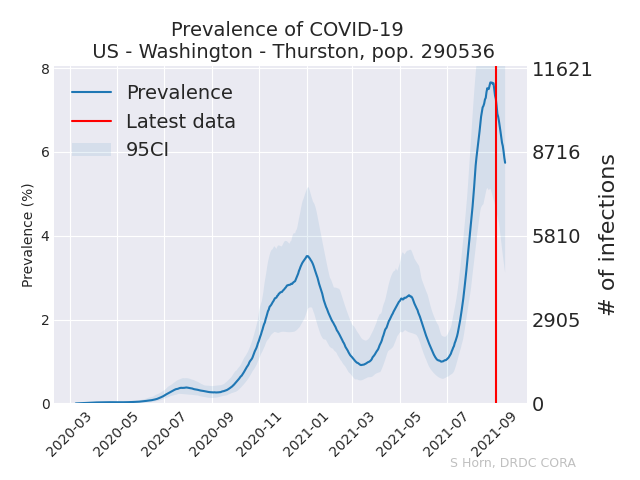 Prevalence of COVID-19
US - Washington - Thurston, pop. 290536
Prevalence
Latest data
95CI
Prevalence (%)
8
6
4
2
0
11621
8716
5810
2905
0
# of infections
2020-03
2020-05
2020-07
2020-09
2020-11
2021-01
2021-03
2021-05
2021-07
2021-09
S Horn, DRDC CORA